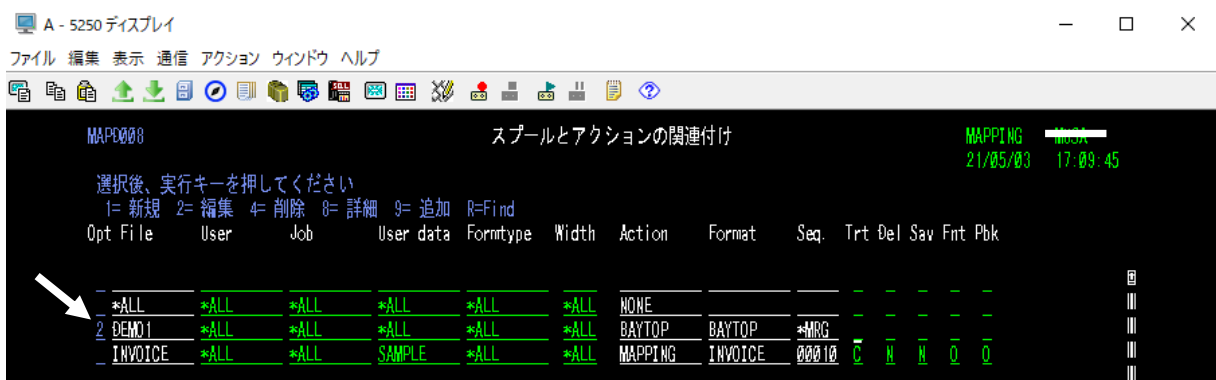 A - 5250 ディスプレイ
ファイル 編集 表示 通信 アクション ウィンドウ ヘルプ
MAPD008 スプールとアクションの関連付け MAPPING
21/05/03 17:09:45
選択後、実行キーを押してください
1= 新規 2= 編集 4= 削除 8= 詳細 9= 追加 R=Find
Opt File User Job User data Formtype Width Action Format Seq. Trt Del Sav Fnt Pbk
*ALL *ALL *ALL *ALL *ALL *ALL NONE
2 DEMO1 *ALL *ALL *ALL *ALL *ALL BAYTOP BAYTOP *MRG
INVOICE *ALL *ALL SAMPLE *ALL *ALL MAPPING INVOICE 00010 C N N O O